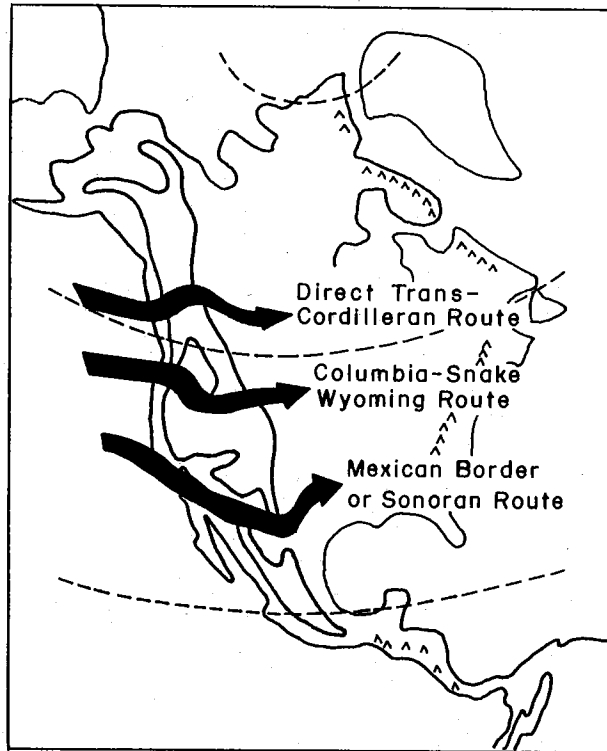 Direct Trans-
Cordilleran Route
Columbia-Snake
Wyoming Route
Mexican Border
or Sonoran Route